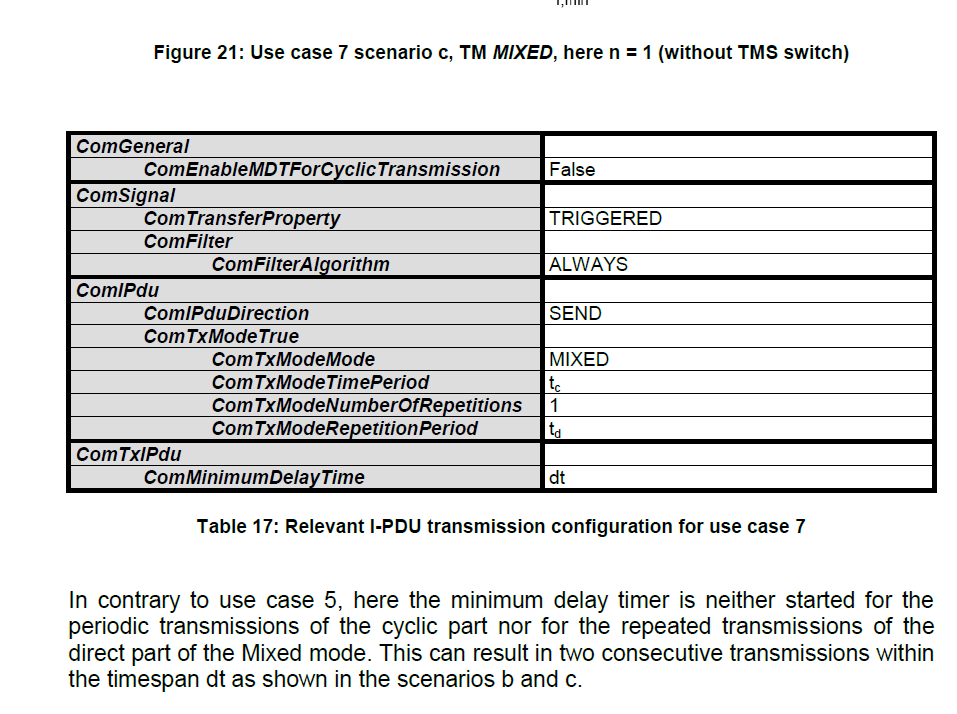 Figure 21: Use case 7 scenario c, TM MIXED, here n = 1 (without TMS switch)
ComGeneral
ComEnableMDTForCyclicTransmission False
ComSignal
ComTransferProperty TRIGGERED
ComFilter
ComFilterAlgorithm ALWAYS
ComIPdu
ComIPduDirection SEND
ComTxModeTrue
ComTxModeMode MIXED
ComTxModeTimePeriod tc
ComTxModeNumberOfRepetitions 1
ComTxModeRepetitionPeriod td
ComTxIPdu
ComMinimumDelayTime dt
Table 17: Relevant I-PDU transmission configuration for use case 7
In contrary to use case 5, here the minimum delay timer is neither started for the
periodic transmissions of the cyclic part nor for the repeated transmissions of the
direct part of the Mixed mode. This can result in two consecutive transmissions within
the timespan dt as shown in the scenarios b and c.